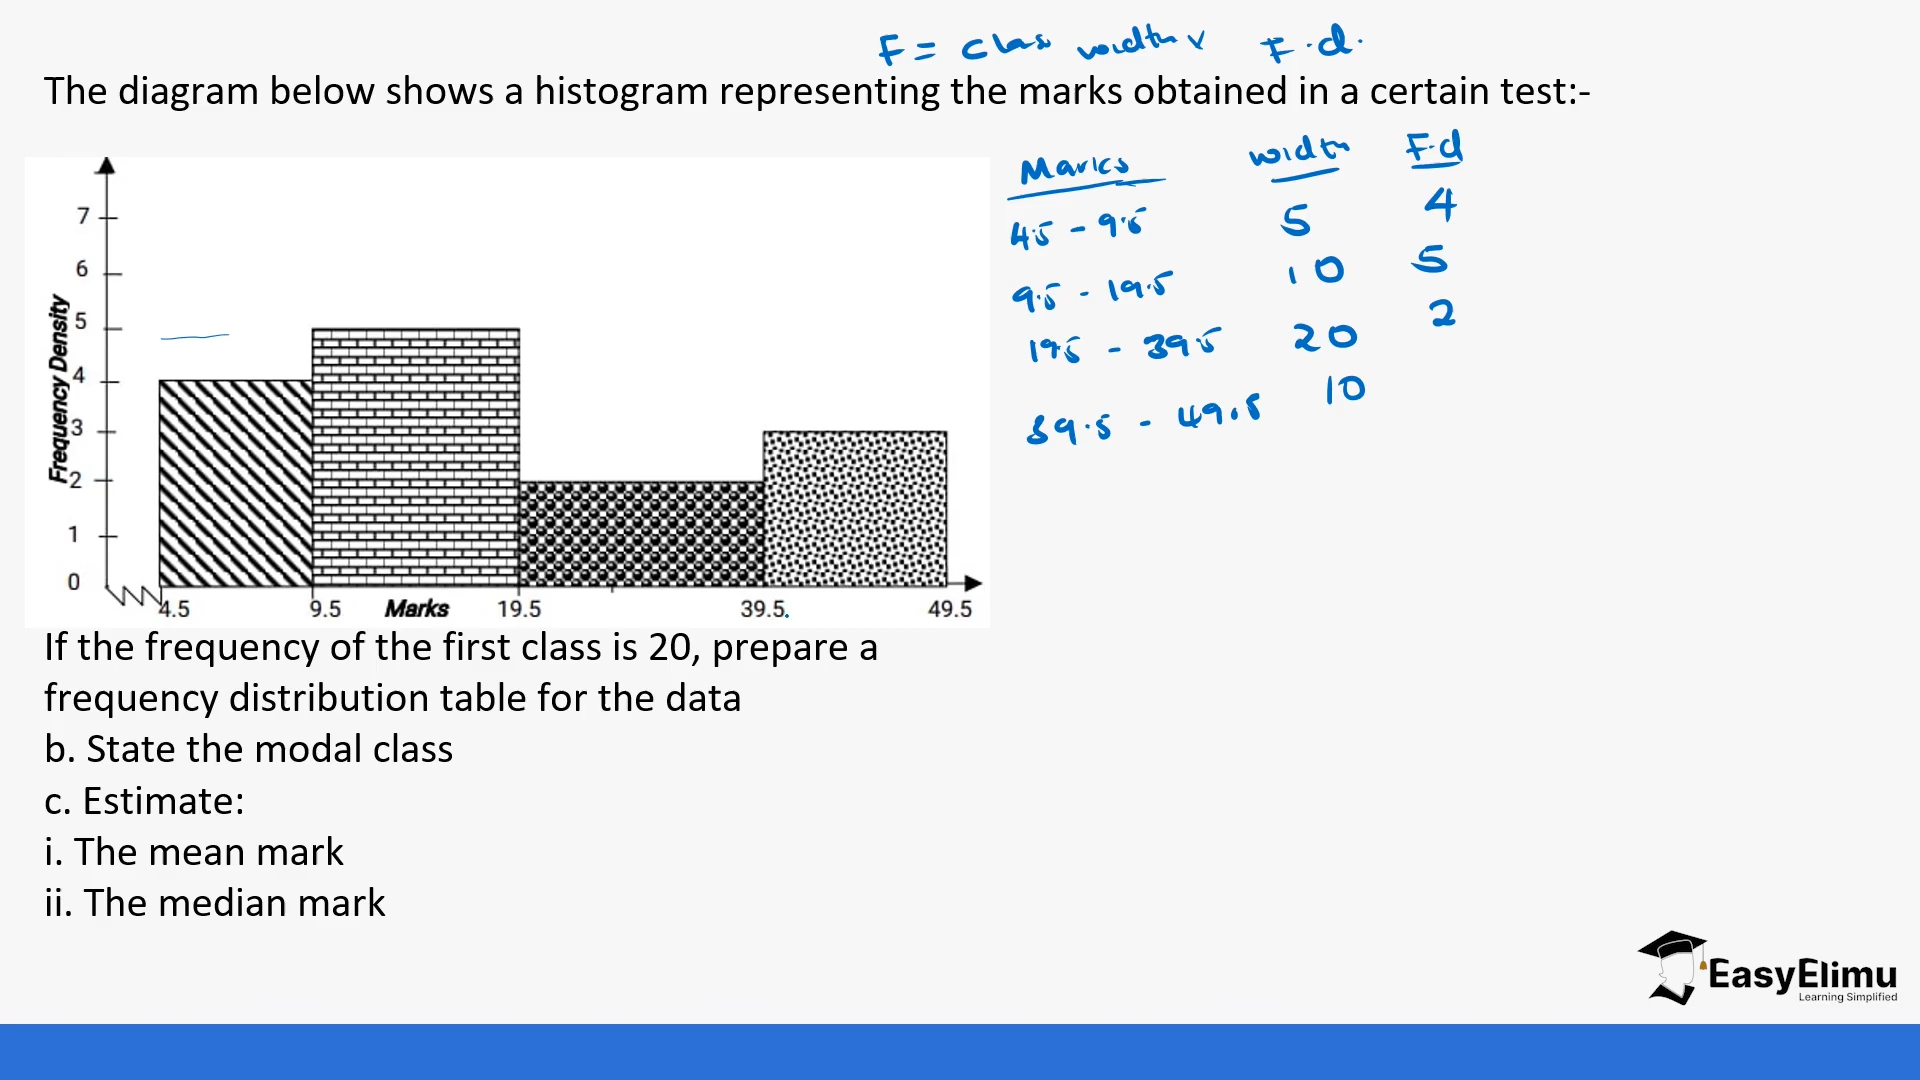 F = Class width x F.d.
The diagram below shows a histogram representing the marks obtained in a certain test:-
Marks width F.d
4.5 - 9.5 5 4
9.5 - 19.5 10 5
19.5 - 39.5 20 2
39.5 - 49.5 10
7
6
5
4
3
2
1
0
Frequency Density
4.5 9.5 Marks 19.5 39.5 49.5
If the frequency of the first class is 20, prepare a
frequency distribution table for the data
b. State the modal class
c. Estimate:
i. The mean mark
ii. The median mark
EasyElimu
Learning Simplified